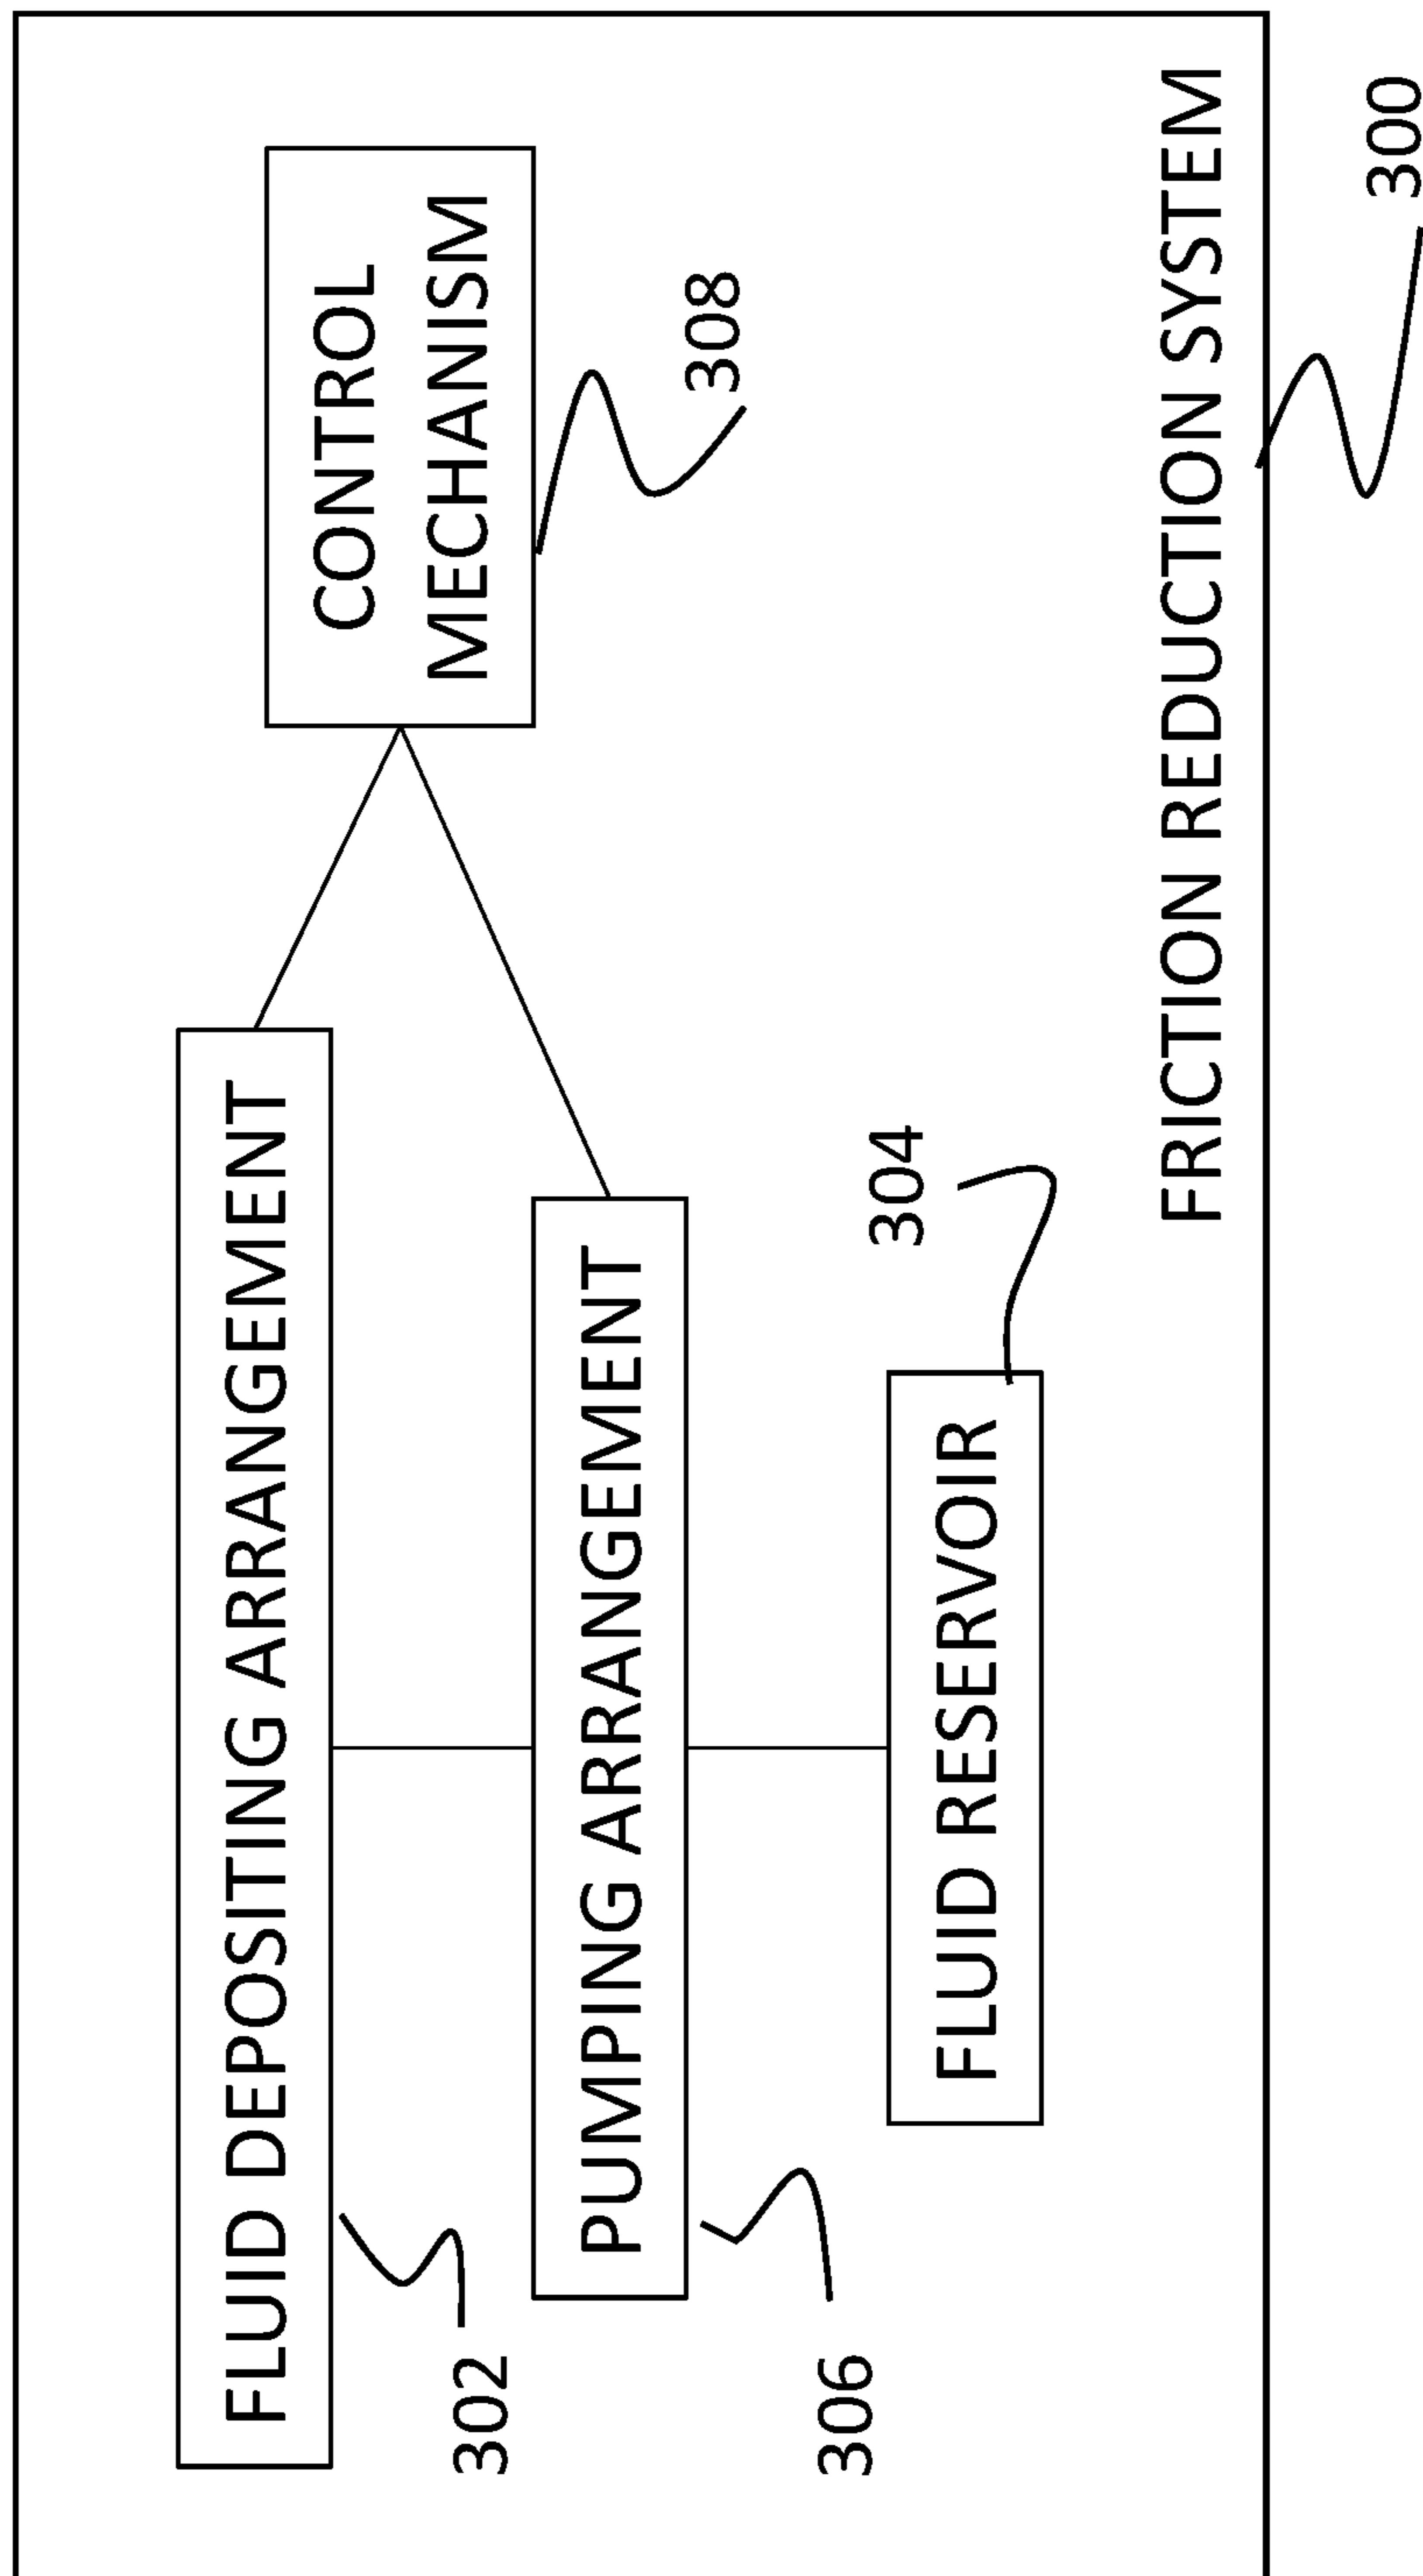 FLUID DEPOSITING ARRANGEMENT
302
CONTROL
MECHANISM
308
PUMPING ARRANGEMENT
306
FLUID RESERVOIR
304
FRICTION REDUCTION SYSTEM
300